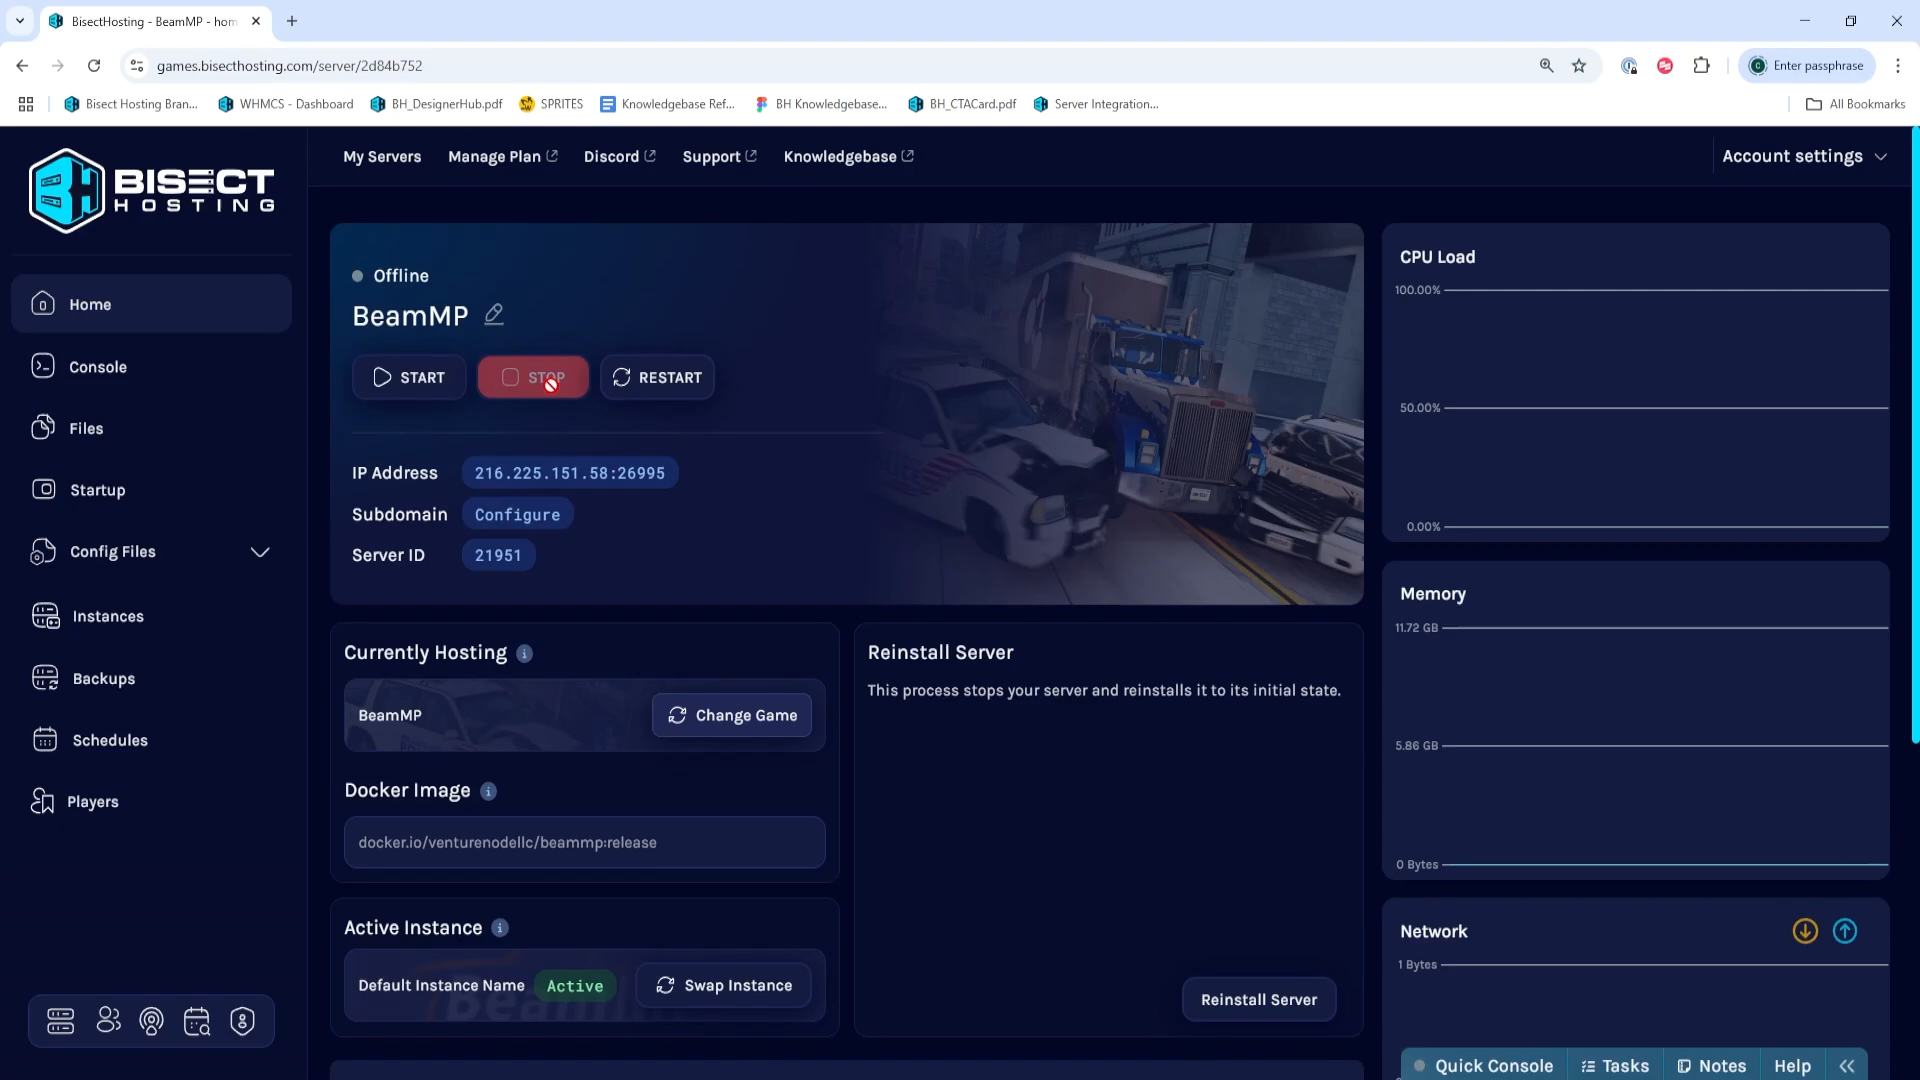 BisectHosting - BeamMP - hom
games.bisecthosting.com/server/2d84b752
Enter passphrase
Bisect Hosting Bran...
WHMCS - Dashboard
BH_DesignerHub.pdf
SPRITES
Knowledgebase Ref...
BH Knowledgebase...
BH_CTACard.pdf
Server Integration...
All Bookmarks
BISECT
HOSTING
My Servers
Manage Plan
Discord
Support
Knowledgebase
Account settings
Home
Console
Files
Startup
Config Files
Instances
Backups
Schedules
Players
Offline
BeamMP
START
STOP
RESTART
IP Address 216.225.151.58:26995
Subdomain Configure
Server ID 21951
Currently Hosting
BeamMP
Change Game
Docker Image
docker.io/venturenodellc/beammp:release
Active Instance
Default Instance Name Active
Swap Instance
Reinstall Server
This process stops your server and reinstalls it to its initial state.
Reinstall Server
CPU Load
100.00%
50.00%
0.00%
Memory
11.72 GB
5.86 GB
0 Bytes
Network
1 Bytes
Quick Console
Tasks
Notes
Help